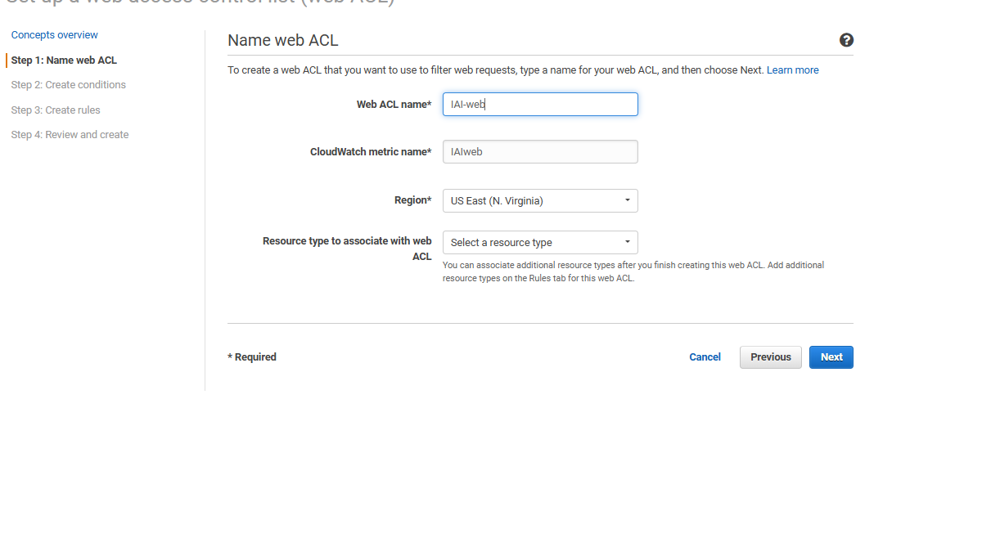 Set up a web access control list (web ACL)
Concepts overview
Step 1: Name web ACL
Step 2: Create conditions
Step 3: Create rules
Step 4: Review and create
Name web ACL
?
To create a web ACL that you want to use to filter web requests, type a name for your web ACL, and then choose Next. Learn more
Web ACL name* IAI-web
CloudWatch metric name* IAIweb
Region* US East (N. Virginia)
Resource type to associate with web Select a resource type
ACL
You can associate additional resource types after you finish creating this web ACL. Add additional
resource types on the Rules tab for this web ACL.
* Required Cancel Previous Next